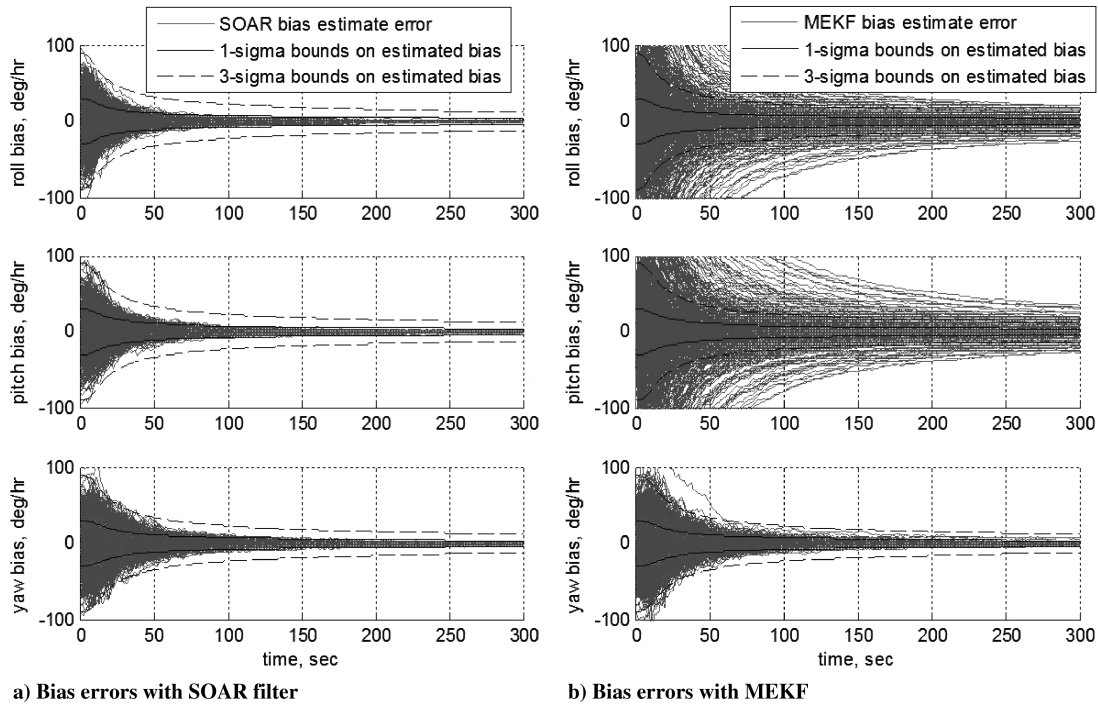 SOAR bias estimate error
1-sigma bounds on estimated bias
3-sigma bounds on estimated bias
roll bias, deg/hr
100
0
-100
0 50 100 150 200 250 300
pitch bias, deg/hr
100
0
-100
0 50 100 150 200 250 300
yaw bias, deg/hr
100
0
-100
0 50 100 150 200 250 300
time, sec
a) Bias errors with SOAR filter
MEKF bias estimate error
1-sigma bounds on estimated bias
3-sigma bounds on estimated bias
roll bias, deg/hr
100
0
-100
0 50 100 150 200 250 300
pitch bias, deg/hr
100
0
-100
0 50 100 150 200 250 300
yaw bias, deg/hr
100
0
-100
0 50 100 150 200 250 300
time, sec
b) Bias errors with MEKF